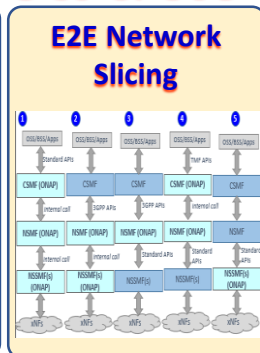 E2E Network
Slicing
1 2 3 4 5
OSS/BSS/Apps OSS/BSS/Apps OSS/BSS/Apps OSS/BSS/Apps OSS/BSS/Apps
Standard APIs TMF APIs
CSMF (ONAP) CSMF CSMF CSMF (ONAP) CSMF
Internal call 3GPP APIs 3GPP APIs Internal call
NSMF (ONAP) NSMF (ONAP) NSMF (ONAP) NSMF (ONAP) NSMF
Internal call Internal call Standard APIs Standard APIs Standard APIs
NSSMF(s) (ONAP) NSSMF(s) (ONAP) NSSMF(s) NSSMF(s) NSSMF(s) (ONAP)
xNFs xNFs xNFs xNFs xNFs